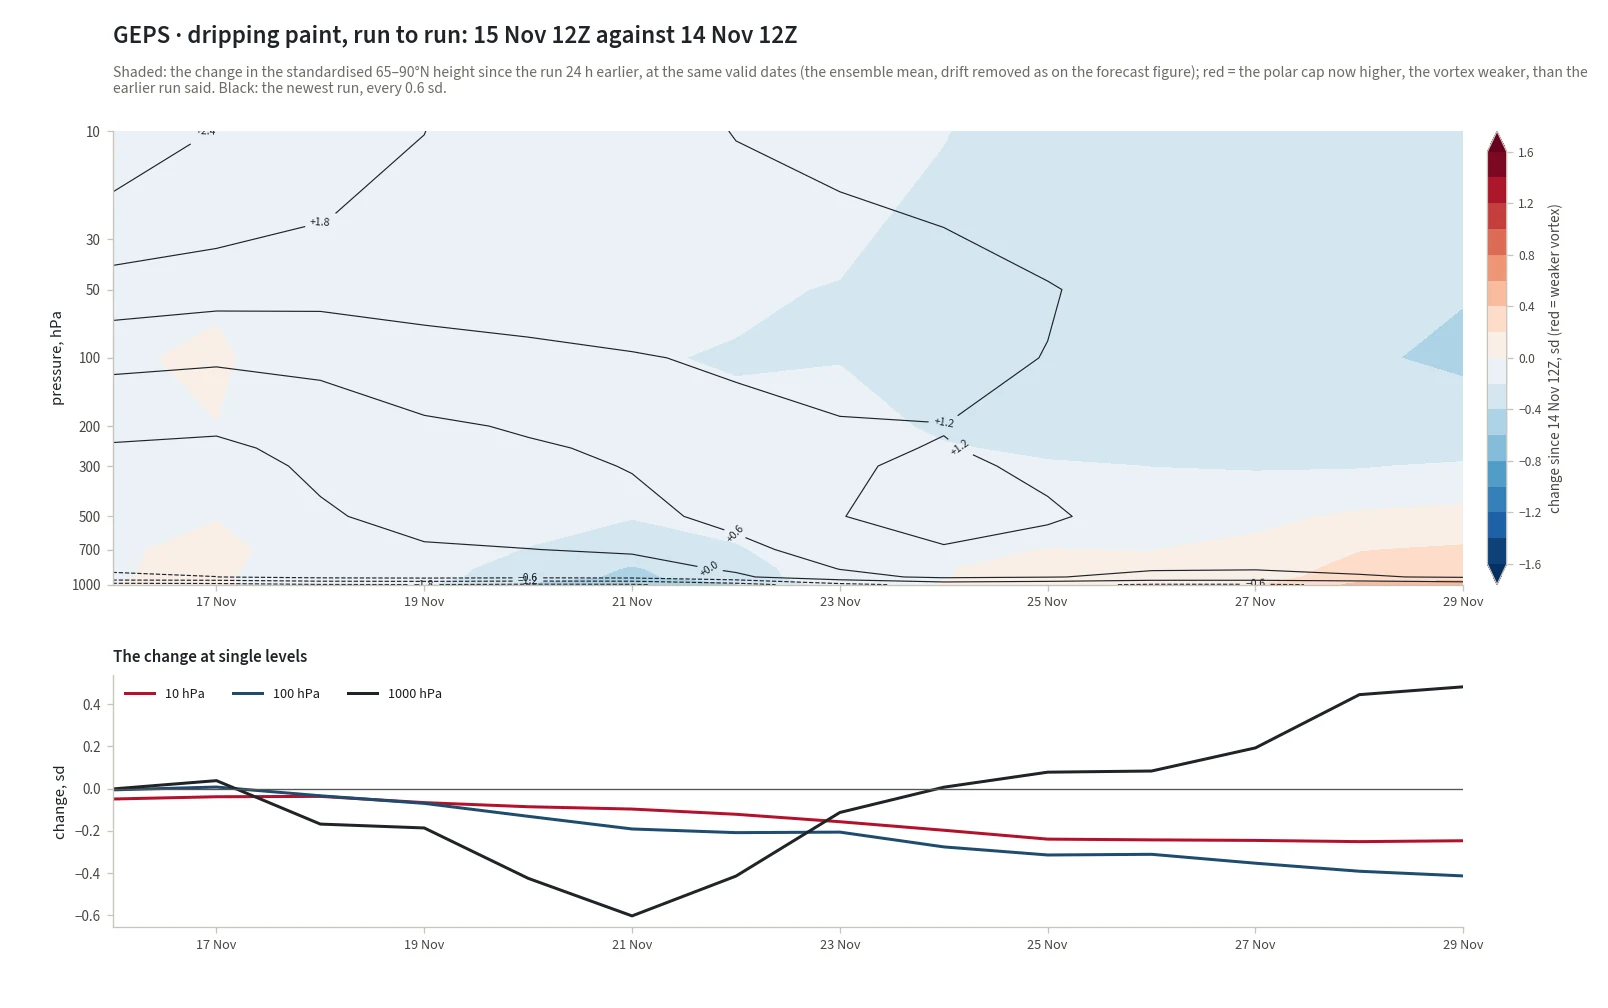 GEPS · dripping paint, run to run: 15 Nov 12Z against 14 Nov 12Z
Shaded: the change in the standardised 65–90°N height since the run 24 h earlier, at the same valid dates (the ensemble mean, drift removed as on the forecast figure); red = the polar cap now higher, the vortex weaker, than the
earlier run said. Black: the newest run, every 0.6 sd.
pressure, hPa
10
30
50
100
200
300
500
700
1000
+1.8
+1.2
+1.2
+0.6
+0.0
−0.6
−0.6
17 Nov
19 Nov
21 Nov
23 Nov
25 Nov
27 Nov
29 Nov
1.6
1.2
0.8
0.4
0.0
−0.4
−0.8
−1.2
−1.6
change since 14 Nov 12Z, sd (red = weaker vortex)
The change at single levels
10 hPa
100 hPa
1000 hPa
change, sd
0.4
0.2
0.0
−0.2
−0.4
−0.6
17 Nov
19 Nov
21 Nov
23 Nov
25 Nov
27 Nov
29 Nov